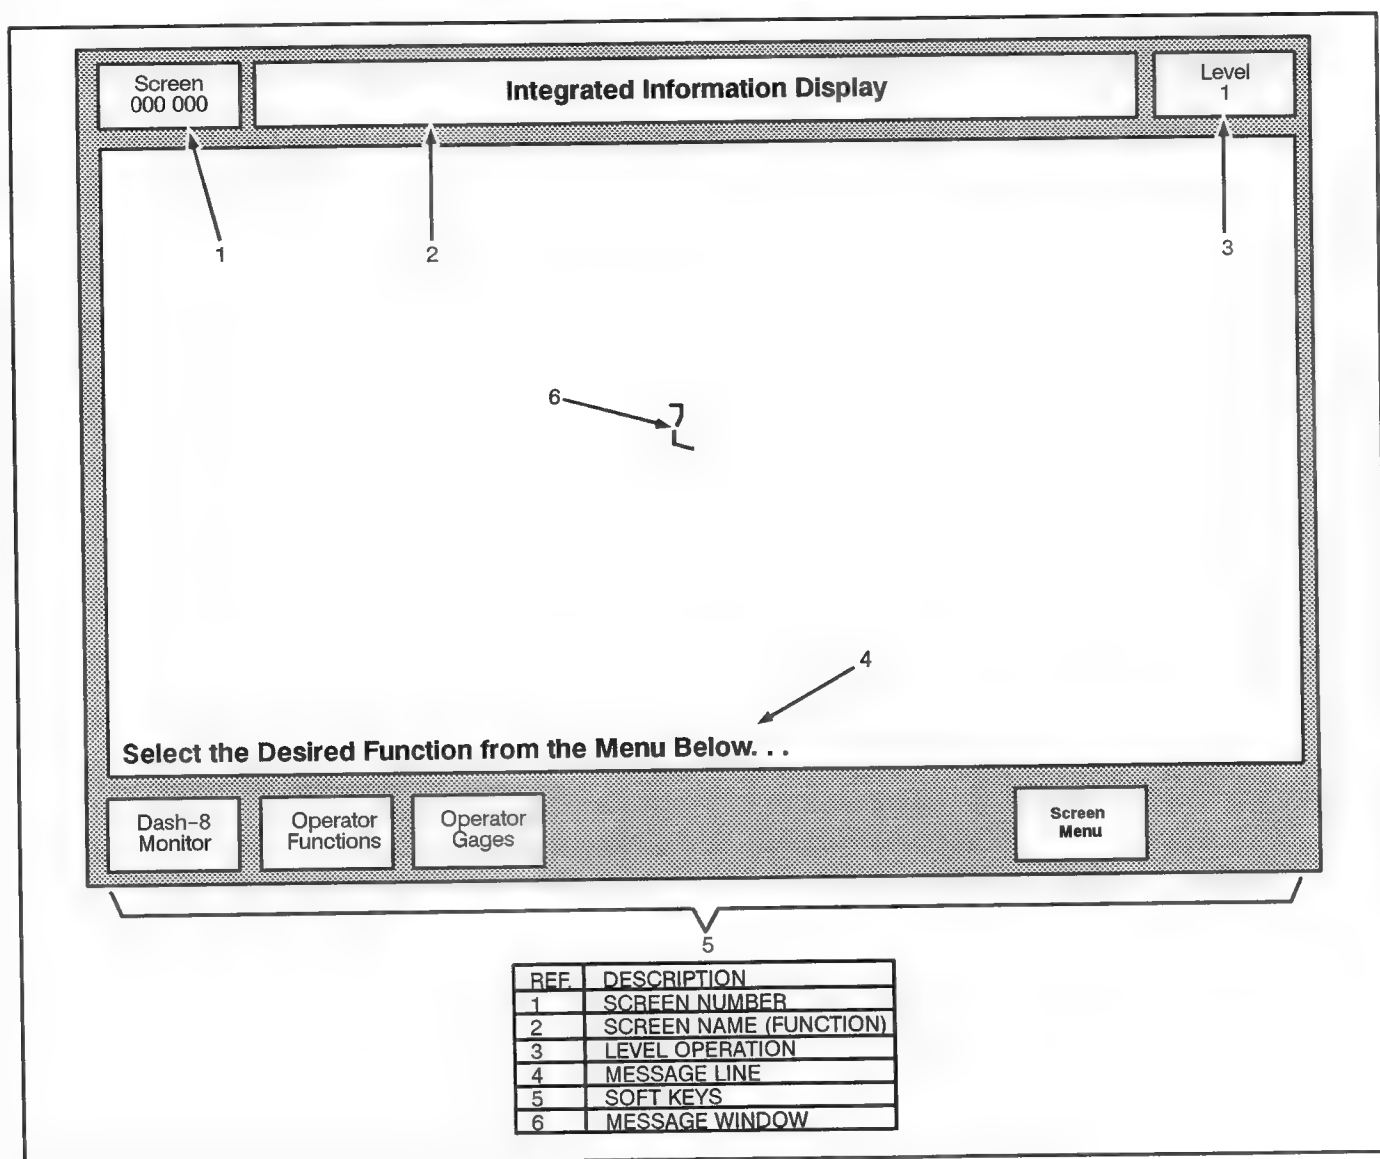 Screen
000 000
Integrated Information Display
Level
1
1
2
3
6
4
Select the Desired Function from the Menu Below. . .
Dash-8
Monitor
Operator
Functions
Operator
Gages
Screen
Menu
5
REF. DESCRIPTION
1 SCREEN NUMBER
2 SCREEN NAME (FUNCTION)
3 LEVEL OPERATION
4 MESSAGE LINE
5 SOFT KEYS
6 MESSAGE WINDOW